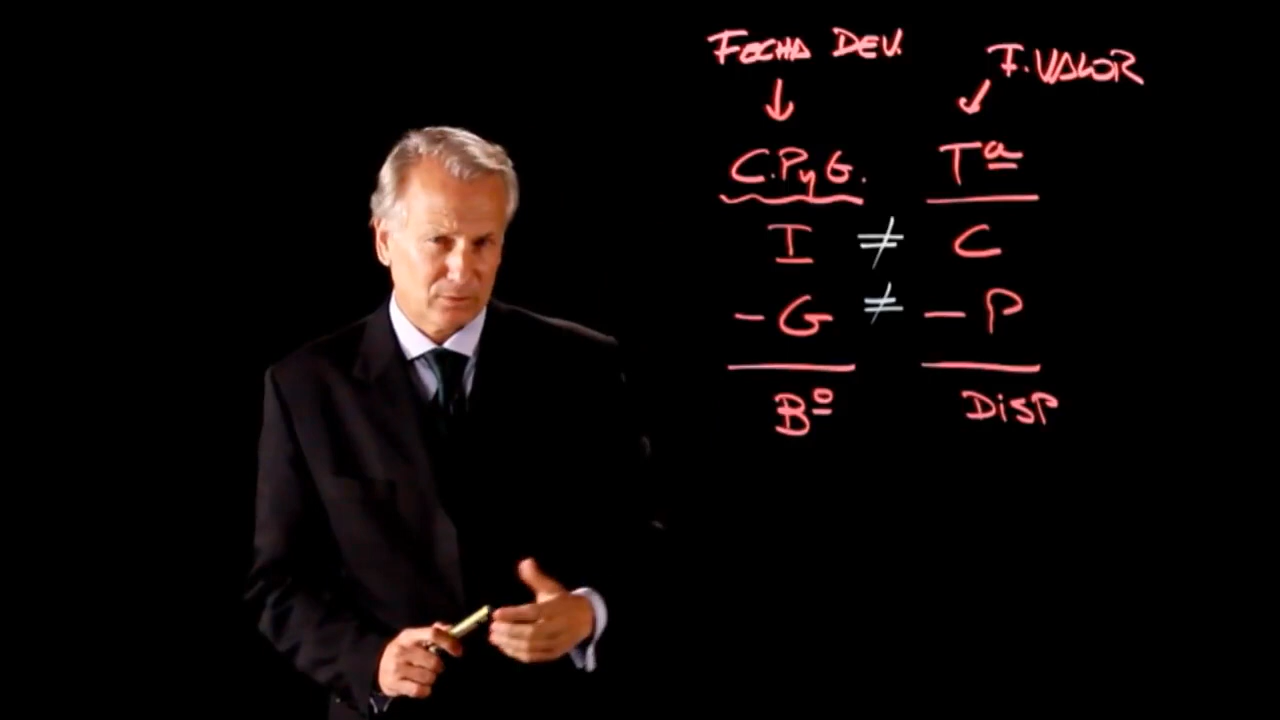 FECHA DEV. F. VALOR
↓ ↙
C.PyG. Tª
I ≠ C
- G ≠ - P
Bº DISP